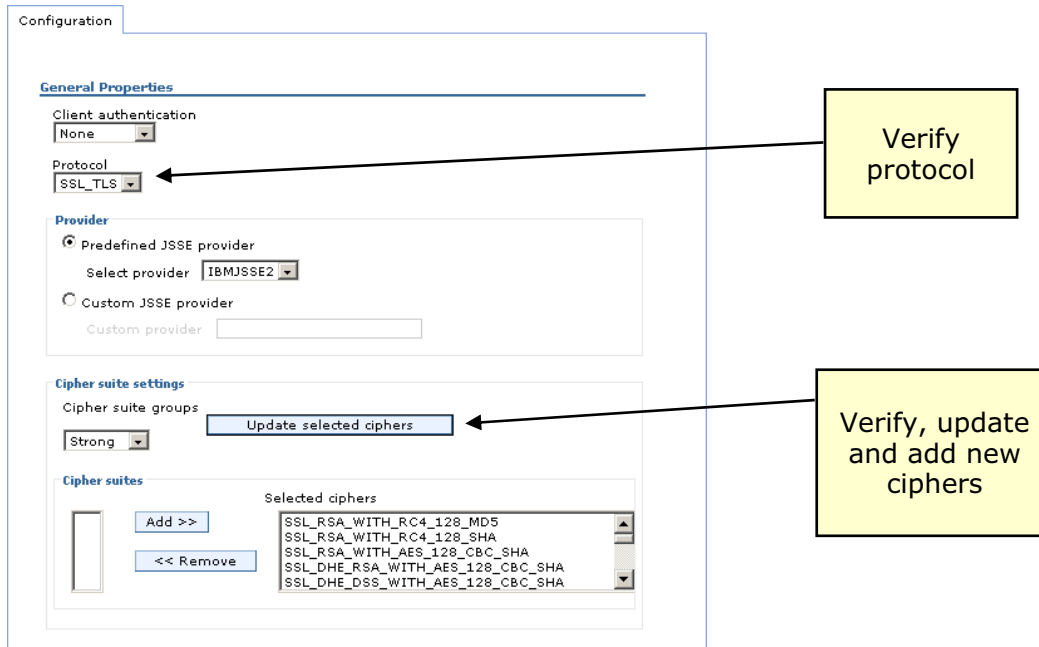 Configuration
General Properties
Client authentication
None
Protocol
SSL_TLS
Verify
protocol
Provider
Predefined JSSE provider
Select provider IBMJSSE2
Custom JSSE provider
Custom provider
Cipher suite settings
Cipher suite groups
Update selected ciphers
Strong
Verify, update
and add new
ciphers
Cipher suites
Selected ciphers
Add >>
<< Remove
SSL_RSA_WITH_RC4_128_MD5
SSL_RSA_WITH_RC4_128_SHA
SSL_RSA_WITH_AES_128_CBC_SHA
SSL_DHE_RSA_WITH_AES_128_CBC_SHA
SSL_DHE_DSS_WITH_AES_128_CBC_SHA